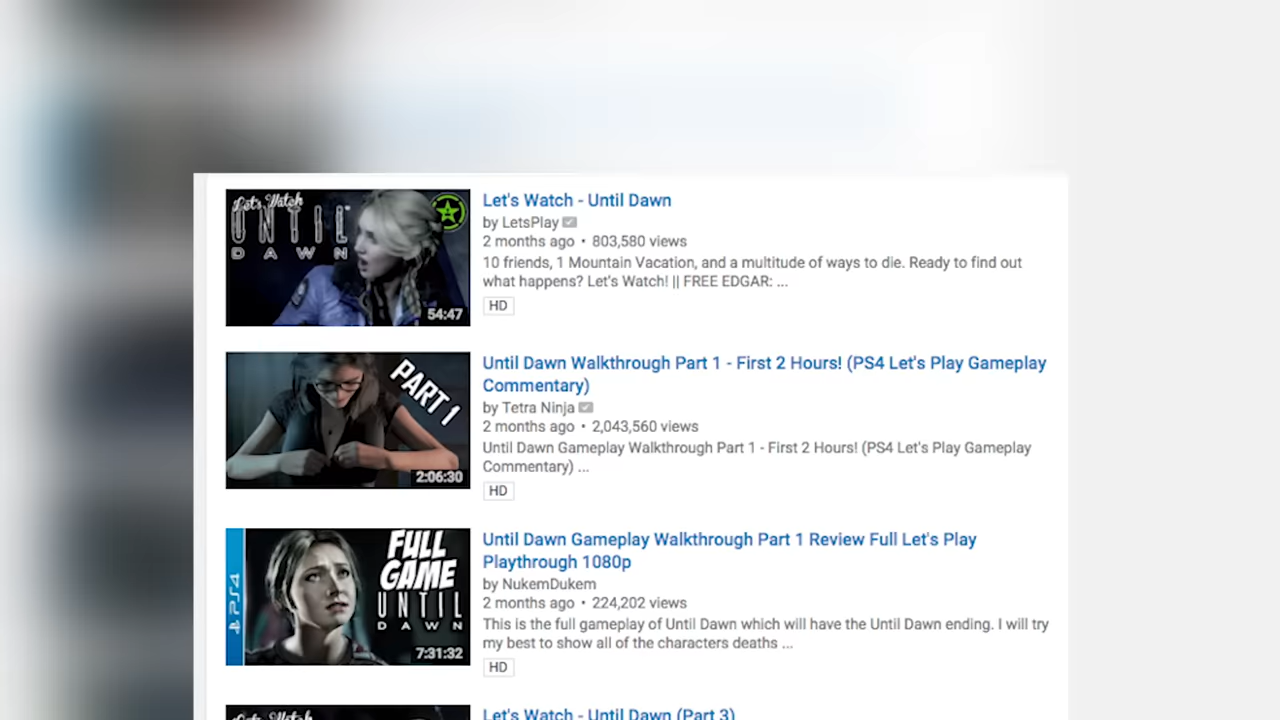 Let's Watch
UNTIL
DAWN
54:47
Let's Watch - Until Dawn
by LetsPlay
2 months ago • 803,580 views
10 friends, 1 Mountain Vacation, and a multitude of ways to die. Ready to find out
what happens? Let's Watch! || FREE EDGAR: ...
HD
PART 1
2:06:30
Until Dawn Walkthrough Part 1 - First 2 Hours! (PS4 Let's Play Gameplay
Commentary)
by Tetra Ninja
2 months ago • 2,043,560 views
Until Dawn Gameplay Walkthrough Part 1 - First 2 Hours! (PS4 Let's Play Gameplay
Commentary) ...
HD
PS4
FULL
GAME
UNTIL
DAWN
7:31:32
Until Dawn Gameplay Walkthrough Part 1 Review Full Let's Play
Playthrough 1080p
by NukemDukem
2 months ago • 224,202 views
This is the full gameplay of Until Dawn which will have the Until Dawn ending. I will try
my best to show all of the characters deaths ...
HD
Let's Watch
Let's Watch - Until Dawn (Part 3)